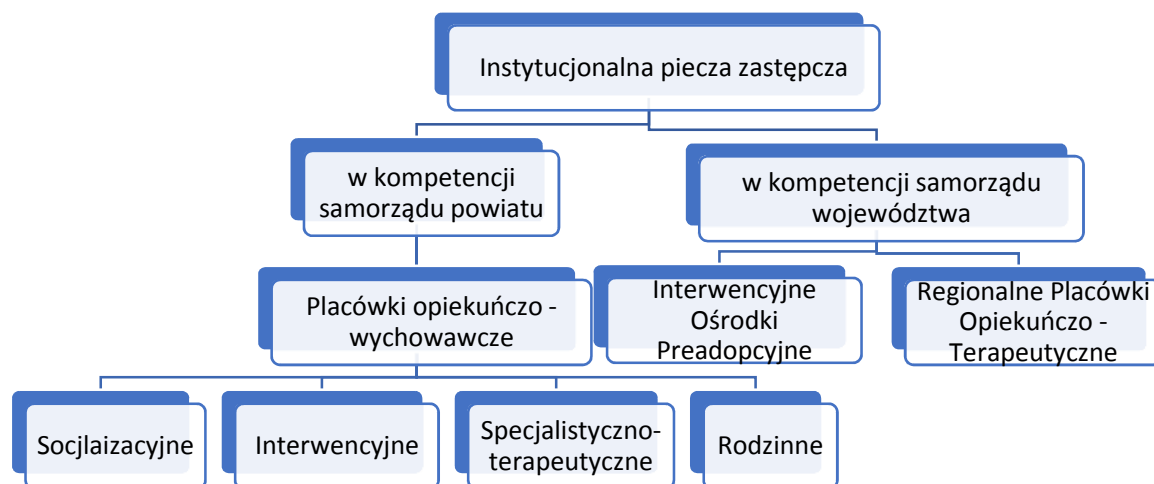 Instytucjonalna piecza zastępcza
w kompetencji
samorządu powiatu
w kompetencji samorządu
województwa
Placówki opiekuńczo -
wychowawcze
Interwencyjne
Ośrodki
Preadopcyjne
Regionalne Placówki
Opiekuńczo -
Terapeutyczne
Socjlaizacyjne
Interwencyjne
Specjalistyczno-
terapeutyczne
Rodzinne